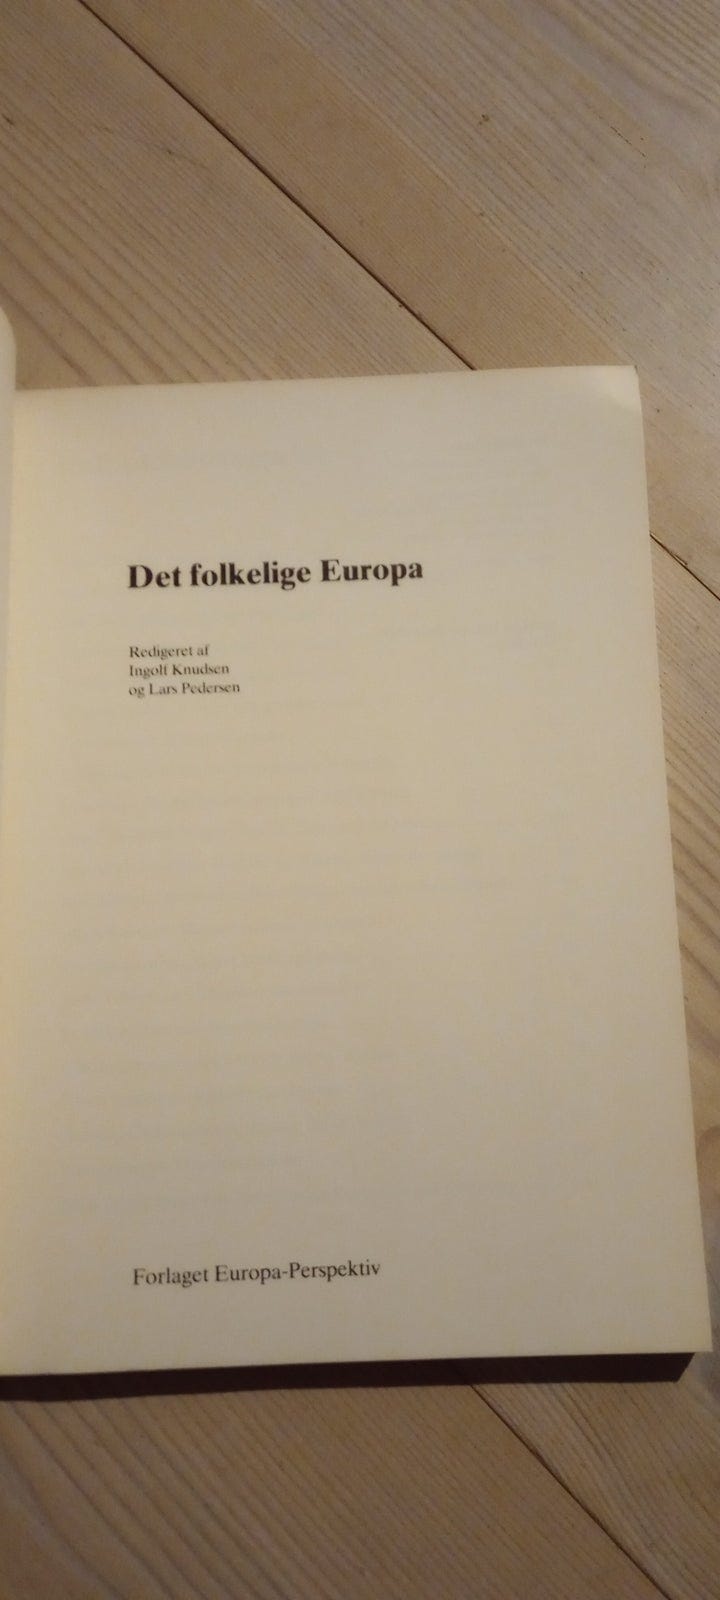 Det folkelige Europa
Redigeret af
Ingolf Knudsen
og Lars Pedersen
Forlaget Europa-Perspektiv